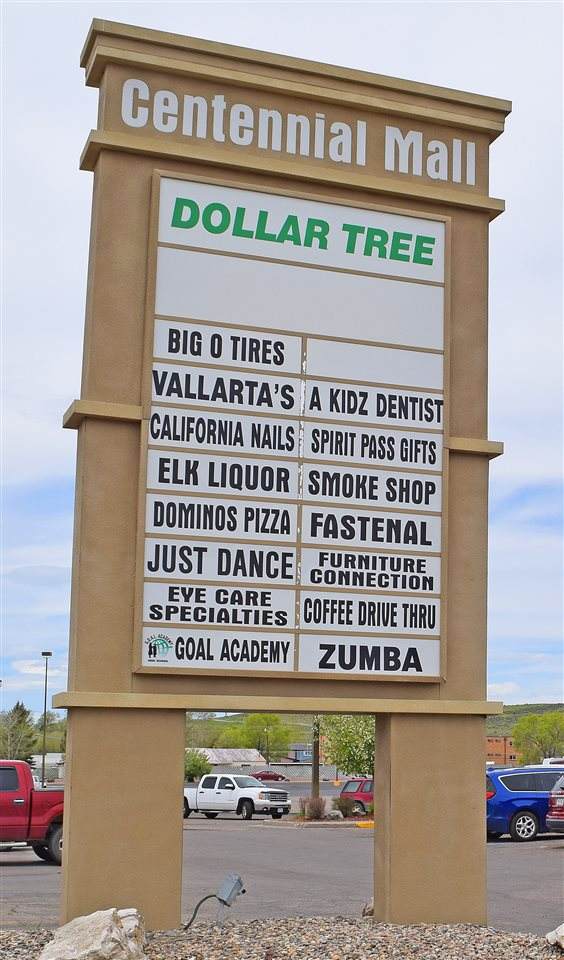 Centennial Mall
DOLLAR TREE
BIG O TIRES
VALLARTA'S
A KIDZ DENTIST
CALIFORNIA NAILS
SPIRIT PASS GIFTS
ELK LIQUOR
SMOKE SHOP
DOMINOS PIZZA
FASTENAL
JUST DANCE
FURNITURE
CONNECTION
EYE CARE
SPECIALTIES
COFFEE DRIVE THRU
GOAL ACADEMY
ZUMBA